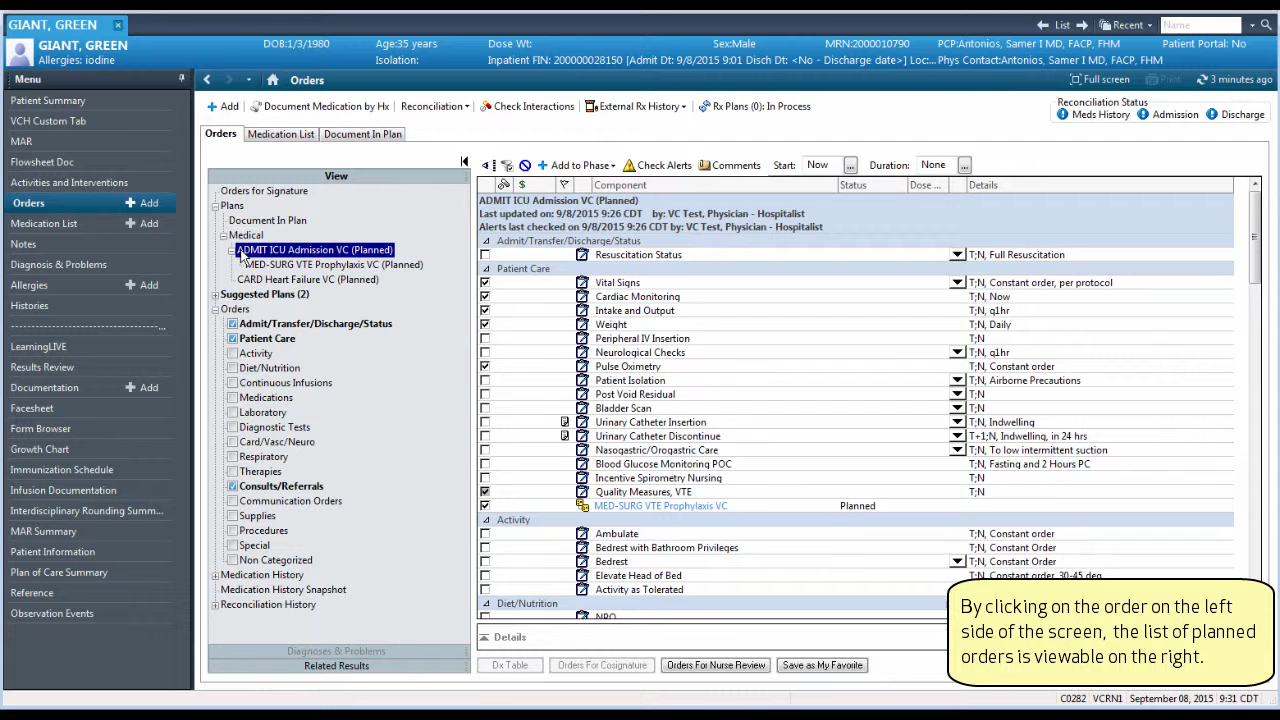 GIANT, GREEN
List Recent Name
GIANT, GREEN DOB:1/3/1980 Age:35 years Dose Wt: Sex:Male MRN:2000010790 PCP:Antonios, Samer I MD, FACP, FHM Patient Portal: No
Allergies: iodine Isolation: Inpatient FIN: 200000028150 [Admit Dt: 9/8/2015 9:01 Disch Dt: <No - Discharge date>] Loc:... Phys Contact:Antonios, Samer I MD, FACP, FHM
Menu
Orders Full screen Print 3 minutes ago
Patient Summary
VCH Custom Tab
MAR
Flowsheet Doc
Activities and Interventions
Orders Add
Medication List Add
Notes
Diagnosis & Problems
Allergies Add
Histories
------------------------------------...
LearningLIVE
Results Review
Documentation Add
Facesheet
Form Browser
Growth Chart
Immunization Schedule
Infusion Documentation
Interdisciplinary Rounding Summ...
MAR Summary
Patient Information
Plan of Care Summary
Reference
Observation Events
Add Document Medication by Hx Reconciliation Check Interactions External Rx History Rx Plans (0): In Process
Reconciliation Status
Meds History Admission Discharge
Orders Medication List Document In Plan
View
Orders for Signature
Plans
Document In Plan
Medical
ADMIT ICU Admission VC (Planned)
MED-SURG VTE Prophylaxis VC (Planned)
CARD Heart Failure VC (Planned)
Suggested Plans (2)
Orders
Admit/Transfer/Discharge/Status
Patient Care
Activity
Diet/Nutrition
Continuous Infusions
Medications
Laboratory
Diagnostic Tests
Card/Vasc/Neuro
Respiratory
Therapies
Consults/Referrals
Communication Orders
Supplies
Procedures
Special
Non Categorized
Medication History
Medication History Snapshot
Reconciliation History
Diagnoses & Problems
Related Results
Add to Phase Check Alerts Comments Start: Now ... Duration: None ...
$ Component Status Dose ... Details
ADMIT ICU Admission VC (Planned)
Last updated on: 9/8/2015 9:26 CDT by: VC Test, Physician - Hospitalist
Alerts last checked on 9/8/2015 9:26 CDT by: VC Test, Physician - Hospitalist
Admit/Transfer/Discharge/Status
Resuscitation Status T;N, Full Resuscitation
Patient Care
Vital Signs T;N, Constant order, per protocol
Cardiac Monitoring T;N, Now
Intake and Output T;N, q1hr
Weight T;N, Daily
Peripheral IV Insertion T;N
Neurological Checks T;N, q1hr
Pulse Oximetry T;N, Constant order
Patient Isolation T;N, Airborne Precautions
Post Void Residual T;N
Bladder Scan T;N
Urinary Catheter Insertion T;N, Indwelling
Urinary Catheter Discontinue T+1;N, Indwelling, in 24 hrs
Nasogastric/Orogastric Care T;N, To low intermittent suction
Blood Glucose Monitoring POC T;N, Fasting and 2 Hours PC
Incentive Spirometry Nursing T;N
Quality Measures, VTE T;N
MED-SURG VTE Prophylaxis VC Planned
Activity
Ambulate T;N, Constant order
Bedrest with Bathroom Privileges T;N, Constant Order
Bedrest T;N, Constant Order
Elevate Head of Bed T;N, Constant order, 30-45 deg
Activity as Tolerated
Diet/Nutrition
NPO
Details
Dx Table Orders For Cosignature Orders For Nurse Review Save as My Favorite
By clicking on the order on the left
side of the screen, the list of planned
orders is viewable on the right.
C0282 VCRN1 September 08, 2015 9:31 CDT